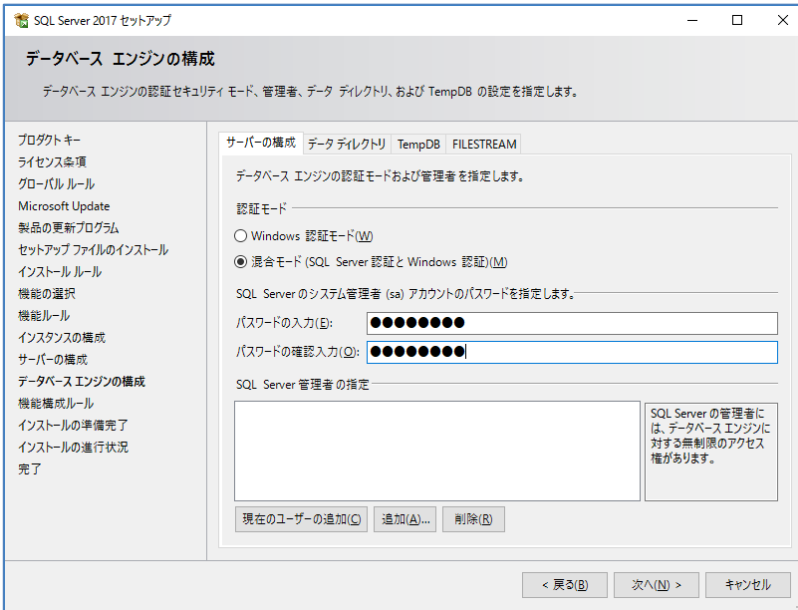 SQL Server 2017 セットアップ
データベース エンジンの構成
データベース エンジンの認証セキュリティ モード、管理者、データ ディレクトリ、および TempDB の設定を指定します。
プロダクト キー
ライセンス条項
グローバル ルール
Microsoft Update
製品の更新プログラム
セットアップ ファイルのインストール
インストール ルール
機能の選択
機能ルール
インスタンスの構成
サーバーの構成
データベース エンジンの構成
機能構成ルール
インストールの準備完了
インストールの進行状況
完了
サーバーの構成 データ ディレクトリ TempDB FILESTREAM
データベース エンジンの認証モードおよび管理者を指定します。
認証モード
Windows 認証モード(W)
混合モード (SQL Server 認証と Windows 認証)(M)
SQL Server のシステム管理者 (sa) アカウントのパスワードを指定します。
パスワードの入力(E): ●●●●●●●●
パスワードの確認入力(O): ●●●●●●●●
SQL Server 管理者の指定
SQL Server の管理者に
は、データベース エンジンに
対する無制限のアクセス
権があります。
現在のユーザーの追加(C) 追加(A)... 削除(R)
< 戻る(B) 次へ(N) > キャンセル